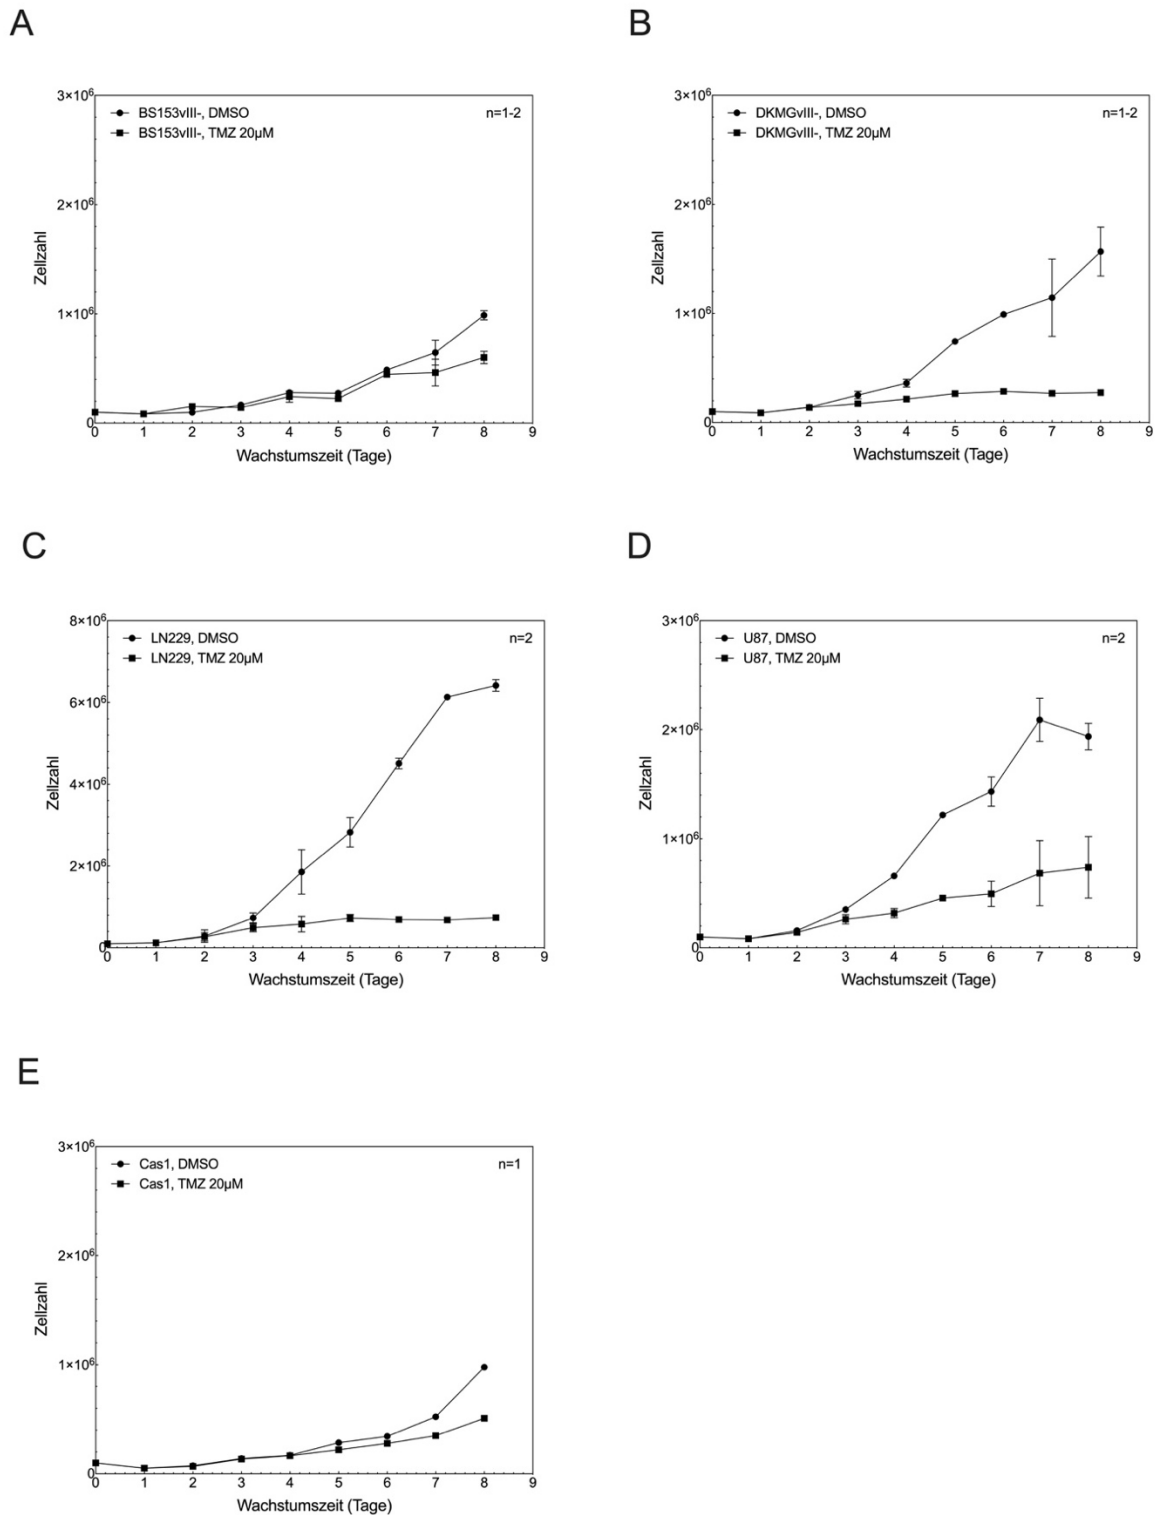 A
3×10⁶
BS153vIII-, DMSO
n=1-2
BS153vIII-, TMZ 20µM
2×10⁶
Zellzahl
1×10⁶
0
0 1 2 3 4 5 6 7 8 9
Wachstumszeit (Tage)
B
3×10⁶
DKMGvIII-, DMSO
n=1-2
DKMGvIII-, TMZ 20µM
2×10⁶
Zellzahl
1×10⁶
0
0 1 2 3 4 5 6 7 8 9
Wachstumszeit (Tage)
C
8×10⁶
LN229, DMSO
n=2
LN229, TMZ 20µM
6×10⁶
Zellzahl
4×10⁶
2×10⁶
0
0 1 2 3 4 5 6 7 8 9
Wachstumszeit (Tage)
D
3×10⁶
U87, DMSO
n=2
U87, TMZ 20µM
2×10⁶
Zellzahl
1×10⁶
0
0 1 2 3 4 5 6 7 8 9
Wachstumszeit (Tage)
E
3×10⁶
Cas1, DMSO
n=1
Cas1, TMZ 20µM
2×10⁶
Zellzahl
1×10⁶
0
0 1 2 3 4 5 6 7 8 9
Wachstumszeit (Tage)